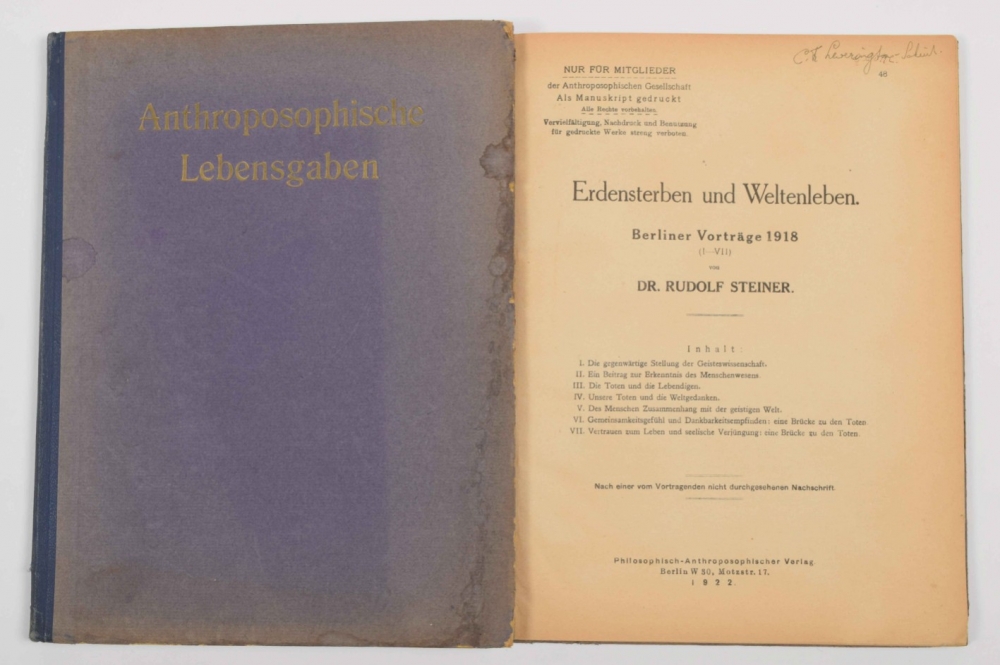 Anthroposophische
Lebensgaben
48
NUR FÜR MITGLIEDER
der Anthroposophischen Gesellschaft
Als Manuskript gedruckt
Alle Rechte vorbehalten.
Vervielfältigung, Nachdruck und Benutzung
für gedruckte Werke streng verboten.
Erdensterben und Weltenleben.
Berliner Vorträge 1918
(I—VII)
von
DR. RUDOLF STEINER.
Inhalt:
I. Die gegenwärtige Stellung der Geisteswissenschaft.
II. Ein Beitrag zur Erkenntnis des Menschenwesens.
III. Die Toten und die Lebendigen.
IV. Unsere Toten und die Weltgedanken.
V. Des Menschen Zusammenhang mit der geistigen Welt.
VI. Gemeinsamkeitsgefühl und Dankbarkeitsempfinden: eine Brücke zu den Toten.
VII. Vertrauen zum Leben und seelische Verjüngung: eine Brücke zu den Toten.
Nach einer vom Vortragenden nicht durchgesehenen Nachschrift.
Philosophisch-Anthroposophischer Verlag
Berlin W 30, Motzstr. 17.
1922.